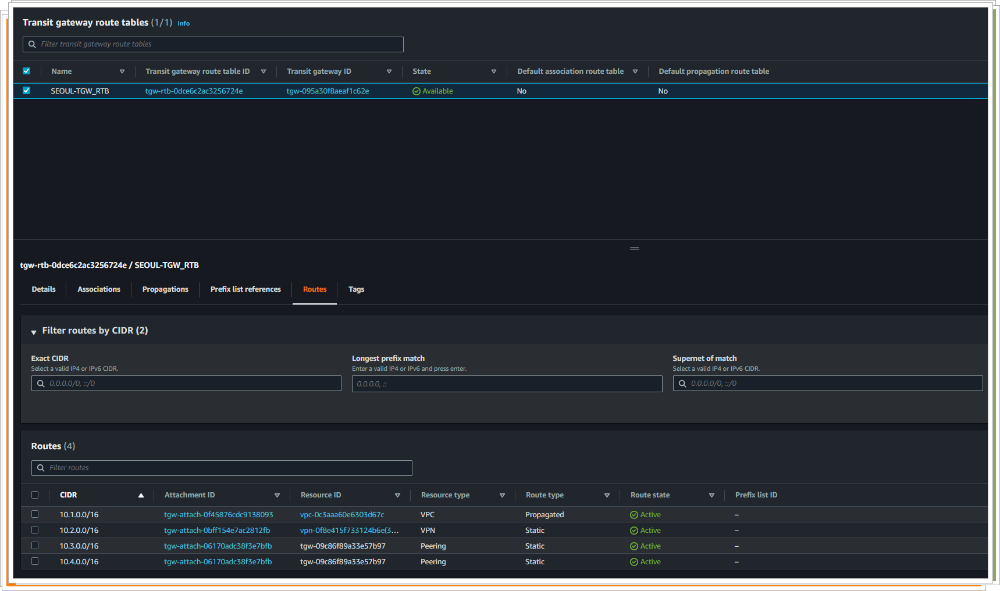 Transit gateway route tables (1/1) Info
Filter transit gateway route tables
Name Transit gateway route table ID Transit gateway ID State Default association route table Default propagation route table
SEOUL-TGW_RTB tgw-rtb-0dce6c2ac3256724e tgw-095a30f8aeaf1c62e Available No No
tgw-rtb-0dce6c2ac3256724e / SEOUL-TGW_RTB
Details Associations Propagations Prefix list references Routes Tags
Filter routes by CIDR (2)
Exact CIDR Longest prefix match Supernet of match
Select a valid IP4 or IPv6 CIDR. Enter a valid IP4 or IPv6 and press enter. Select a valid IP4 or IPv6 CIDR.
0.0.0.0/0, ::/0 0.0.0.0, :: 0.0.0.0/0, ::/0
Routes (4)
Filter routes
CIDR Attachment ID Resource ID Resource type Route type Route state Prefix list ID
10.1.0.0/16 tgw-attach-0f45876cdc9138093 vpc-0c3aaa60e6303d67c VPC Propagated Active –
10.2.0.0/16 tgw-attach-0bff154e7ac2812fb vpn-0f8e415f733124b6e(3... VPN Static Active –
10.3.0.0/16 tgw-attach-06170adc38f3e7bfb tgw-09c86f89a33e57b97 Peering Static Active –
10.4.0.0/16 tgw-attach-06170adc38f3e7bfb tgw-09c86f89a33e57b97 Peering Static Active –